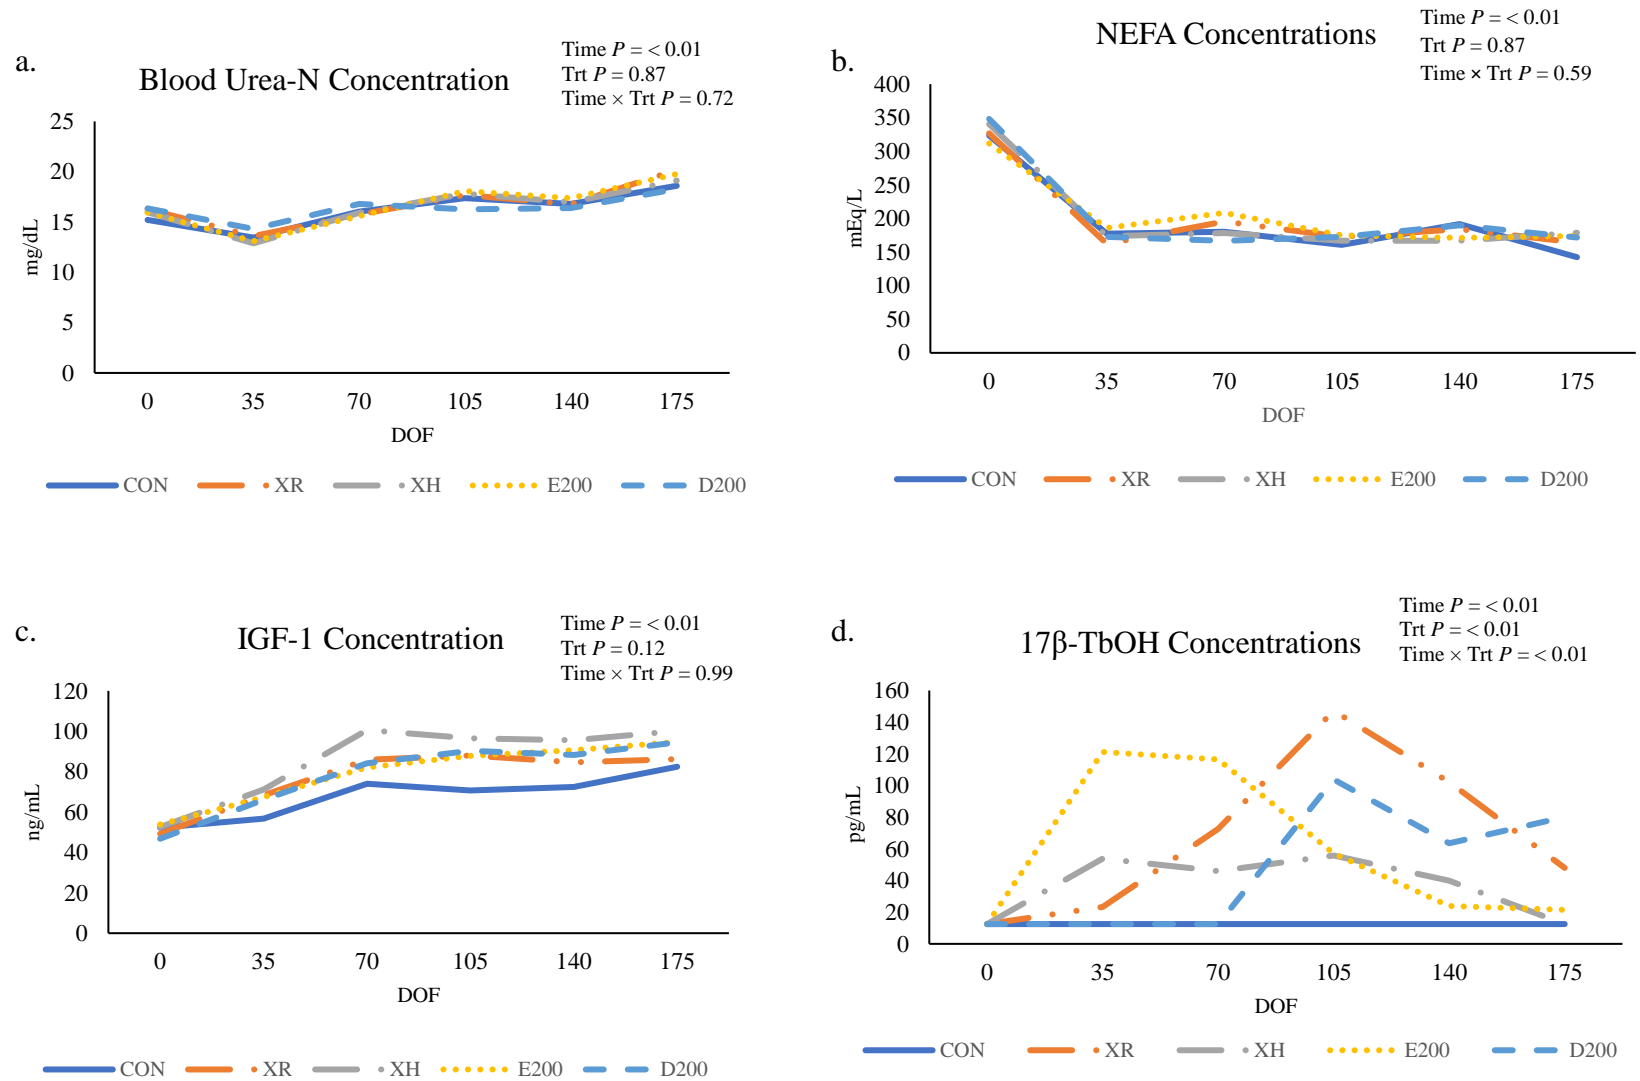 a.
Blood Urea-N Concentration
Time P = < 0.01
Trt P = 0.87
Time × Trt P = 0.72
25
20
15
10
5
0
mg/dL
0 35 70 105 140 175
DOF
CON XR XH E200 D200
b.
NEFA Concentrations
Time P = < 0.01
Trt P = 0.87
Time × Trt P = 0.59
400
350
300
250
200
150
100
50
0
mEq/L
0 35 70 105 140 175
DOF
CON XR XH E200 D200
c.
IGF-1 Concentration
Time P = < 0.01
Trt P = 0.12
Time × Trt P = 0.99
120
100
80
60
40
20
0
ng/mL
0 35 70 105 140 175
DOF
CON XR XH E200 D200
d.
17β-TbOH Concentrations
Time P = < 0.01
Trt P = < 0.01
Time × Trt P = < 0.01
160
140
120
100
80
60
40
20
0
pg/mL
0 35 70 105 140 175
DOF
CON XR XH E200 D200